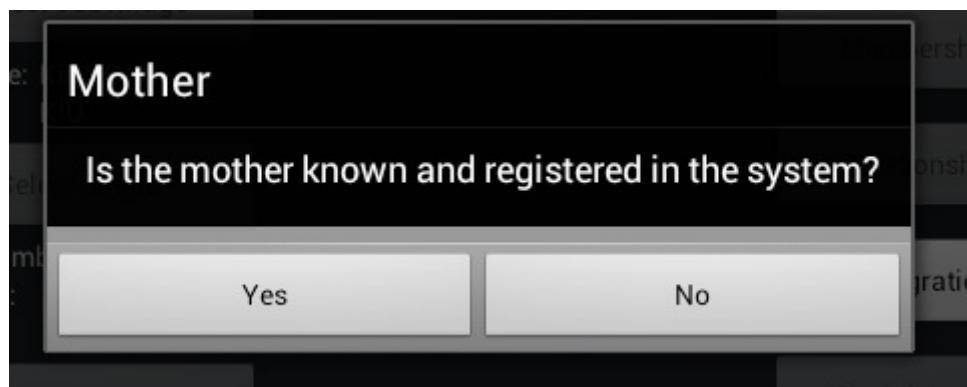 Mother
Is the mother known and registered in the system?
Yes
No